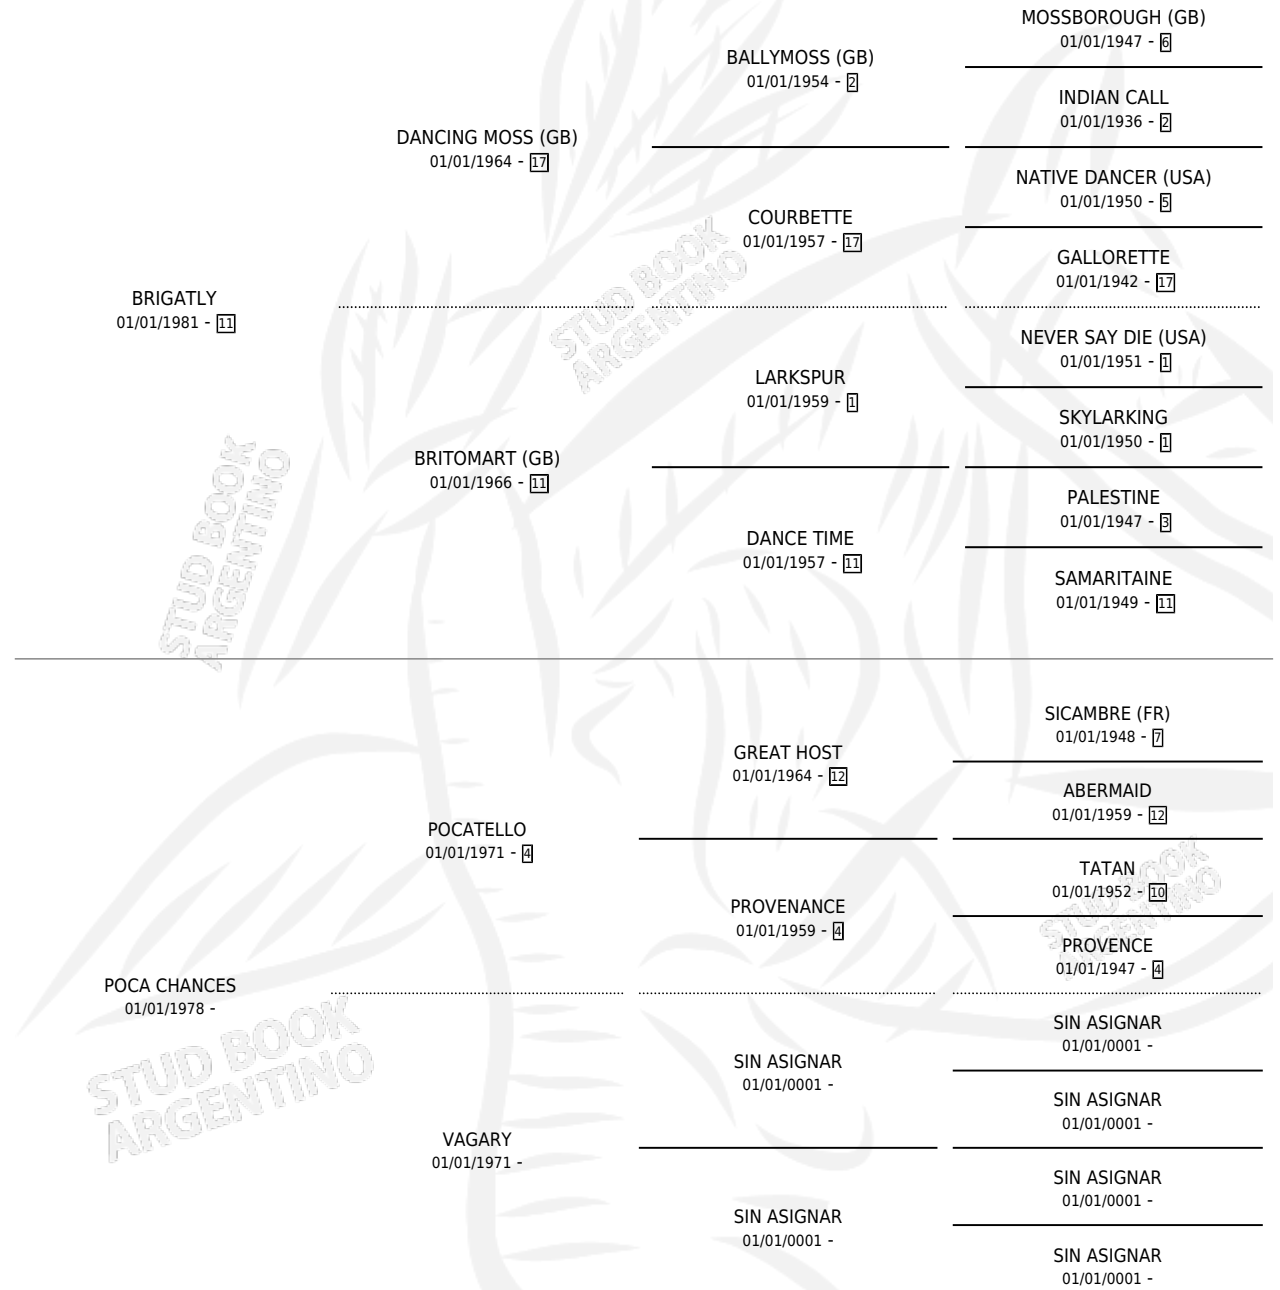 MOSSBOROUGH (GB)
01/01/1947 - 6
BALLYMOSS (GB)
01/01/1954 - 2
INDIAN CALL
01/01/1936 - 2
DANCING MOSS (GB)
01/01/1964 - 17
NATIVE DANCER (USA)
01/01/1950 - 5
COURBETTE
01/01/1957 - 17
GALLORETTE
01/01/1942 - 17
BRIGATLY
01/01/1981 - 11
NEVER SAY DIE (USA)
01/01/1951 - 1
LARKSPUR
01/01/1959 - 1
SKYLARKING
01/01/1950 - 1
BRITOMART (GB)
01/01/1966 - 11
PALESTINE
01/01/1947 - 3
DANCE TIME
01/01/1957 - 11
SAMARITAINE
01/01/1949 - 11
STUD BOOK
ARGENTINO
STUD BOOK
ARGENTINO
SICAMBRE (FR)
01/01/1948 - 7
GREAT HOST
01/01/1964 - 12
ABERMAID
01/01/1959 - 12
POCATELLO
01/01/1971 - 4
TATAN
01/01/1952 - 10
PROVENANCE
01/01/1959 - 4
PROVENCE
01/01/1947 - 4
STUD BOOK
ARGENTINO
POCA CHANCES
01/01/1978 -
SIN ASIGNAR
01/01/0001 -
SIN ASIGNAR
01/01/0001 -
SIN ASIGNAR
01/01/0001 -
VAGARY
01/01/1971 -
SIN ASIGNAR
01/01/0001 -
SIN ASIGNAR
01/01/0001 -
SIN ASIGNAR
01/01/0001 -
STUD BOOK
ARGENTINO